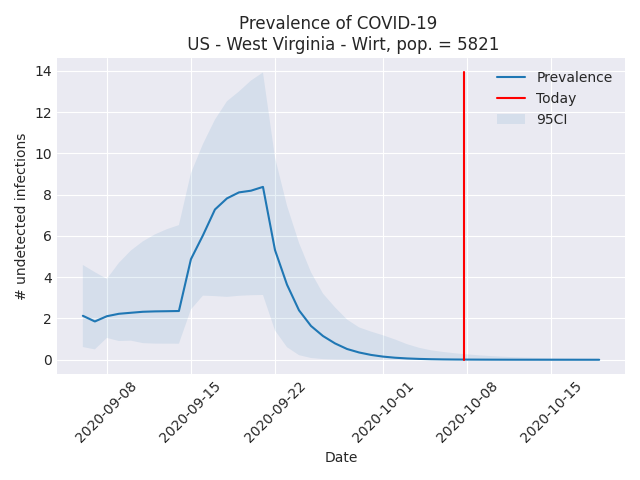 Prevalence of COVID-19
US - West Virginia - Wirt, pop. = 5821
Prevalence
Today
95CI
# undetected infections
14
12
10
8
6
4
2
0
2020-09-08
2020-09-15
2020-09-22
2020-10-01
2020-10-08
2020-10-15
Date